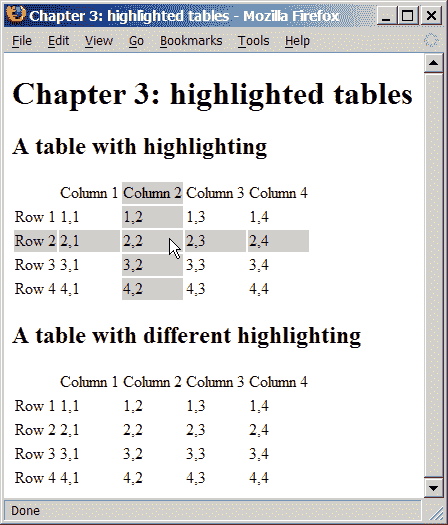 Chapter 3: highlighted tables - Mozilla Firefox
File Edit View Go Bookmarks Tools Help
Chapter 3: highlighted tables
A table with highlighting
Column 1 Column 2 Column 3 Column 4
Row 1 1,1 1,2 1,3 1,4
Row 2 2,1 2,2 2,3 2,4
Row 3 3,1 3,2 3,3 3,4
Row 4 4,1 4,2 4,3 4,4
A table with different highlighting
Column 1 Column 2 Column 3 Column 4
Row 1 1,1 1,2 1,3 1,4
Row 2 2,1 2,2 2,3 2,4
Row 3 3,1 3,2 3,3 3,4
Row 4 4,1 4,2 4,3 4,4
Done